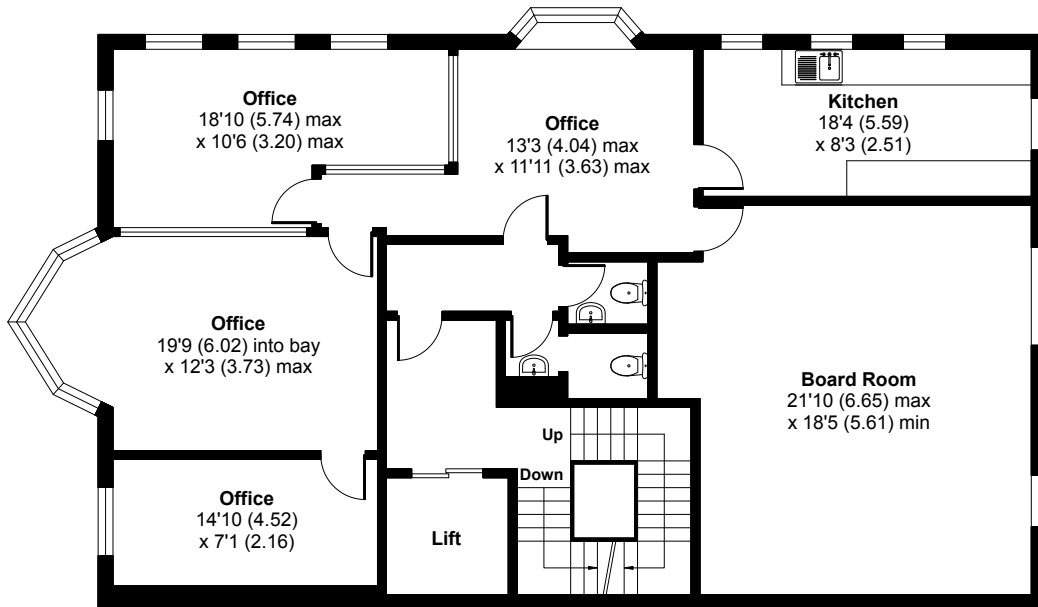 Office
18'10 (5.74) max
x 10'6 (3.20) max
Office
13'3 (4.04) max
x 11'11 (3.63) max
Kitchen
18'4 (5.59)
x 8'3 (2.51)
Office
19'9 (6.02) into bay
x 12'3 (3.73) max
Board Room
21'10 (6.65) max
x 18'5 (5.61) min
Up
Down
Office
14'10 (4.52)
x 7'1 (2.16)
Lift